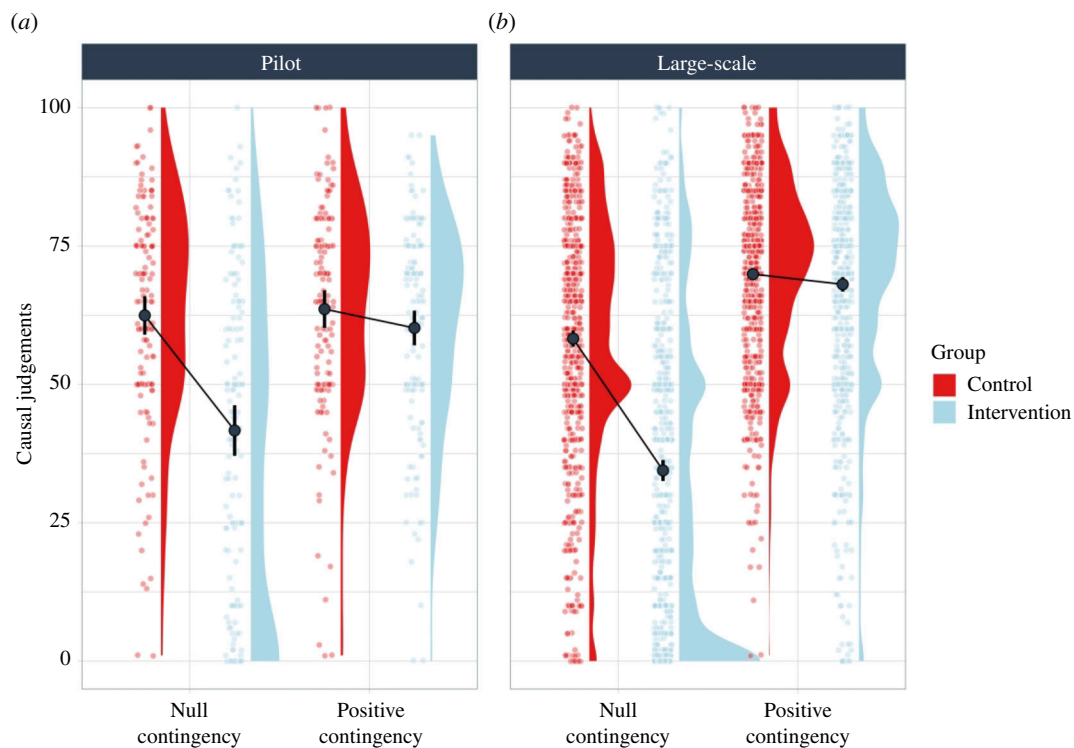 (a)
(b)
Pilot
Large-scale
Causal judgements
100
75
50
25
0
Null
contingency
Positive
contingency
Null
contingency
Positive
contingency
Group
Control
Intervention